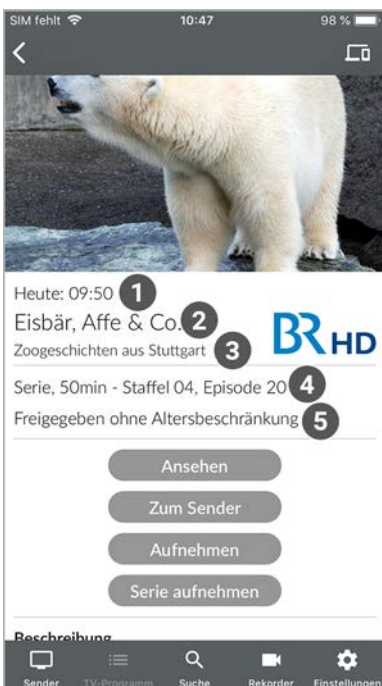 SIM fehlt 10:47 98 %
Heute: 09:50 1
Eisbär, Affe & Co. 2
BR HD
Zoogeschichten aus Stuttgart 3
Serie, 50min - Staffel 04, Episode 20 4
Freigegeben ohne Altersbeschränkung 5
Ansehen
Zum Sender
Aufnehmen
Serie aufnehmen
Beschreibung
Sender TV-Programm Suche Rekorder Einstellungen